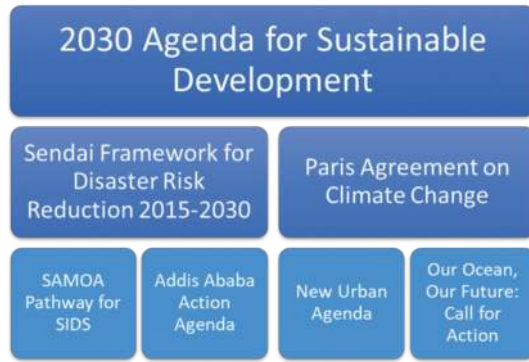 2030 Agenda for Sustainable
Development
Sendai Framework for
Disaster Risk
Reduction 2015-2030
Paris Agreement on
Climate Change
SAMOA
Pathway for
SIDS
Addis Ababa
Action
Agenda
New Urban
Agenda
Our Ocean,
Our Future:
Call for
Action